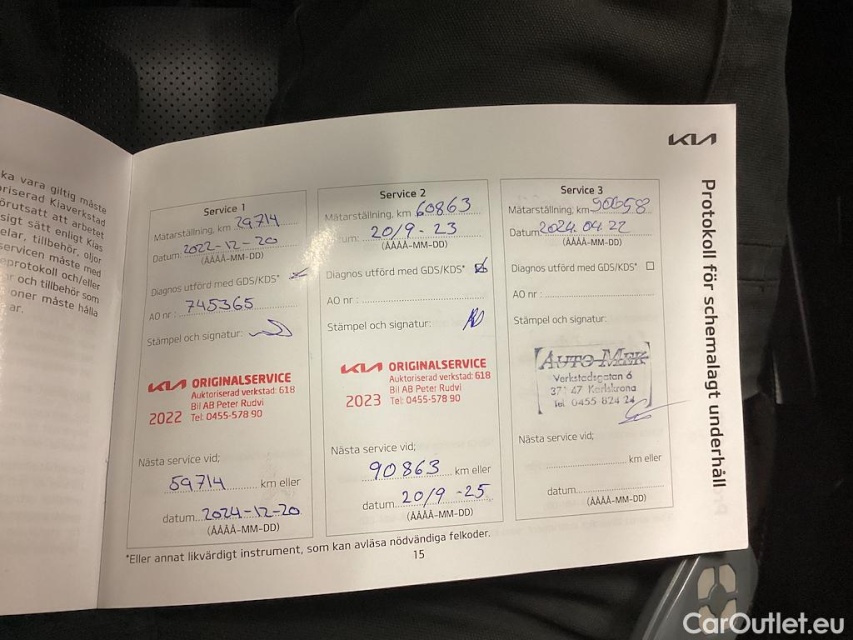 ka vara giltig måste
riserad Kiaverkstad
örutsatt att arbetet
sigt sätt enligt Kias
elar, tillbehör, oljor
servicen måste med
eprotokoll och/eller
or och tillbehör som
oner måste hålla
ar.
KIA
Protokoll för schemalagt underhåll
Service 1
Mätarställning, km 29714
Datum: 2022-12-20
(ÅÅÅÅ-MM-DD)
Diagnos utförd med GDS/KDS*
AO nr: 745365
Stämpel och signatur:
KIA ORIGINALSERVICE
Auktoriserad verkstad: 618
Bil AB Peter Rudvi
2022 Tel: 0455-578 90
Nästa service vid;
59714 km eller
datum 2024-12-20
(ÅÅÅÅ-MM-DD)
Service 2
Mätarställning, km 60863
um: 20/9-23
(ÅÅÅÅ-MM-DD)
Diagnos utförd med GDS/KDS*
AO nr :
Stämpel och signatur:
KIA ORIGINALSERVICE
Auktoriserad verkstad: 618
Bil AB Peter Rudvi
2023 Tel: 0455-578 90
Nästa service vid;
90863 km eller
datum 20/9-25
(ÅÅÅÅ-MM-DD)
Service 3
Mätarställning, km 90658
Datum 2024.04.22
(ÅÅÅÅ-MM-DD)
Diagnos utförd med GDS/KDS*
AO nr :
Stämpel och signatur:
AUTO-MEK
Verkstadsgatan 6
37 47 Karlskrona
Tel. 0455 824 24
Nästa service vid;
km eller
datum
(ÅÅÅÅ-MM-DD)
*Eller annat likvärdigt instrument, som kan avläsa nödvändiga felkoder.
15
CarOutlet.eu